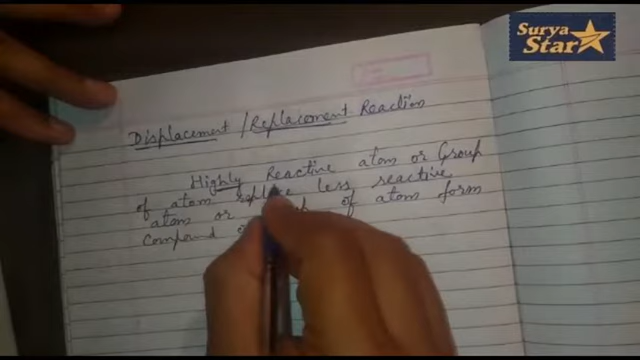 Surya
Star
Displacement / Replacement Reaction
Highly Reactive atom or Group
of atom replace less reactive
atom or of atom form
Compound